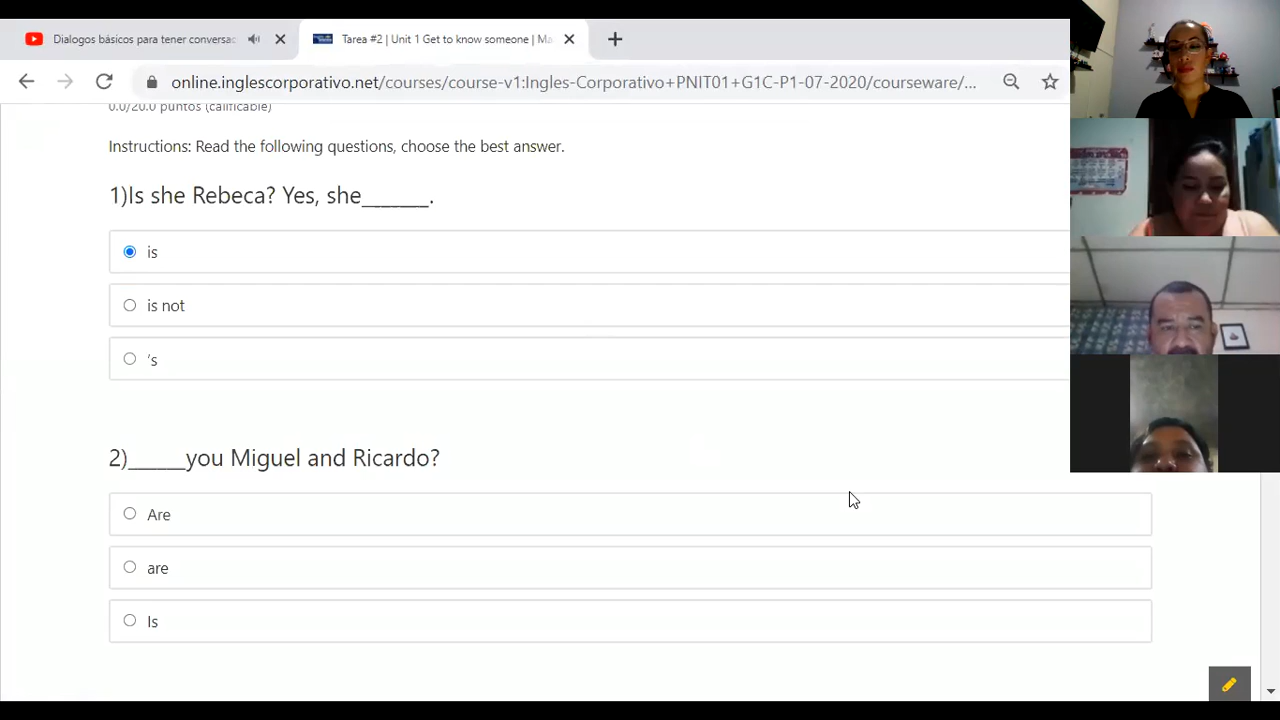 Dialogos básicos para tener conversac
Tarea #2 | Unit 1 Get to know someone | Ma
online.inglescorporativo.net/courses/course-v1:Ingles-Corporativo+PNIT01+G1C-P1-07-2020/courseware/...
0.0/20.0 puntos (calificable)
Instructions: Read the following questions, choose the best answer.
1)Is she Rebeca? Yes, she______.
is
is not
’s
2)_____you Miguel and Ricardo?
Are
are
Is